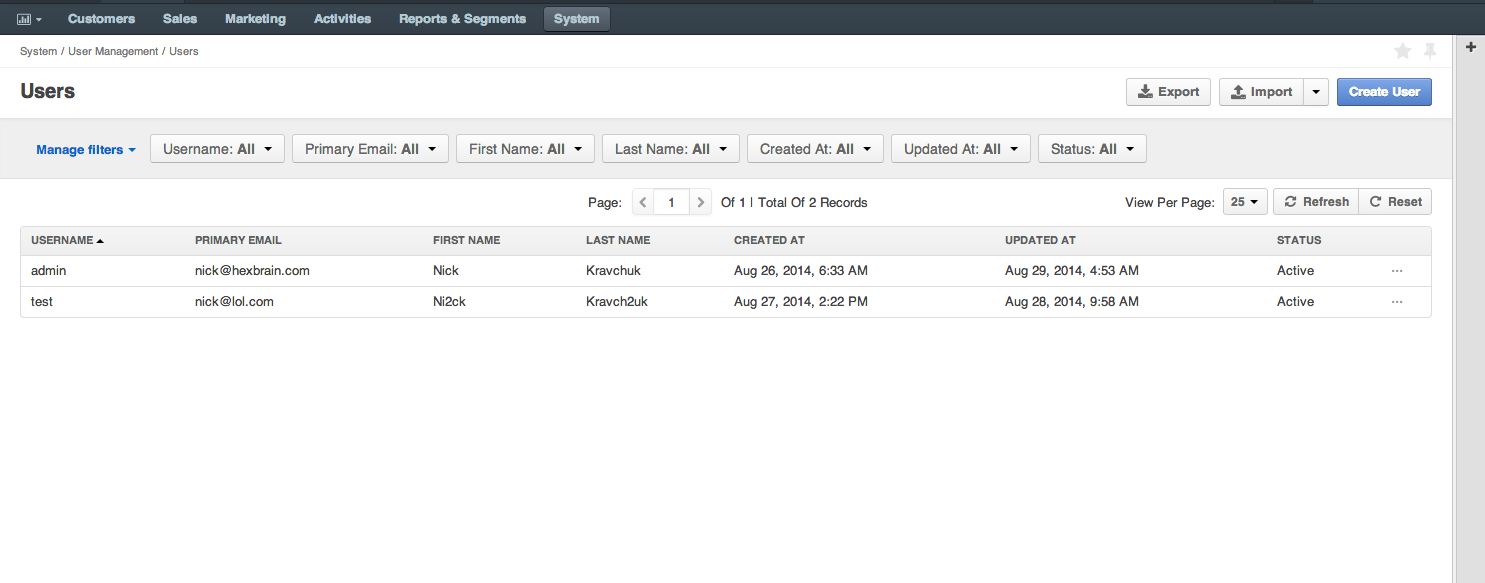 Customers Sales Marketing Activities Reports & Segments System
System / User Management / Users
Users
Export Import Create User
Manage filters Username: All Primary Email: All First Name: All Last Name: All Created At: All Updated At: All Status: All
Page: 1 Of 1 | Total Of 2 Records View Per Page: 25 Refresh Reset
USERNAME PRIMARY EMAIL FIRST NAME LAST NAME CREATED AT UPDATED AT STATUS
admin nick@hexbrain.com Nick Kravchuk Aug 26, 2014, 6:33 AM Aug 29, 2014, 4:53 AM Active ...
test nick@lol.com Ni2ck Kravch2uk Aug 27, 2014, 2:22 PM Aug 28, 2014, 9:58 AM Active ...